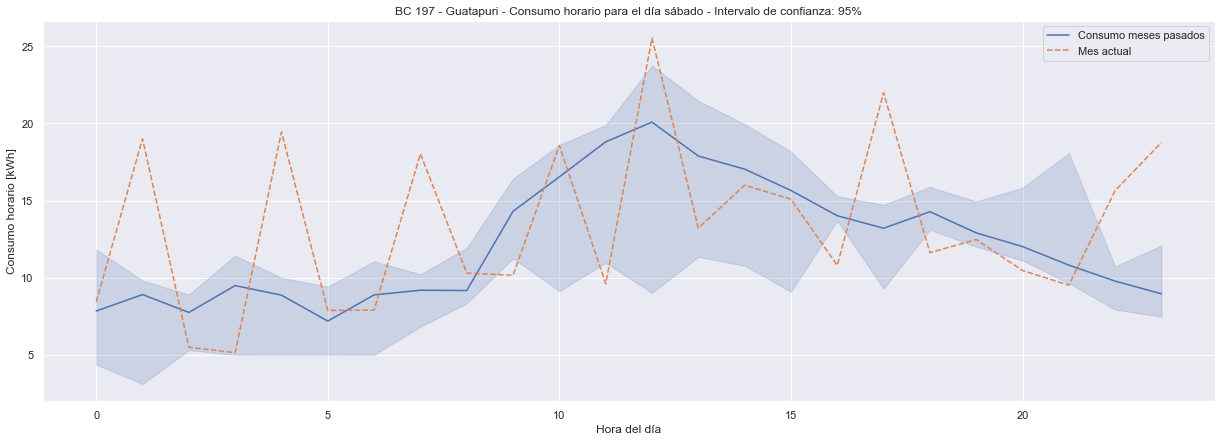 BC 197 - Guatapuri - Consumo horario para el día sábado - Intervalo de confianza: 95%
Consumo meses pasados
Mes actual
Consumo horario [kWh]
25
20
15
10
5
0
5
10
15
20
Hora del día